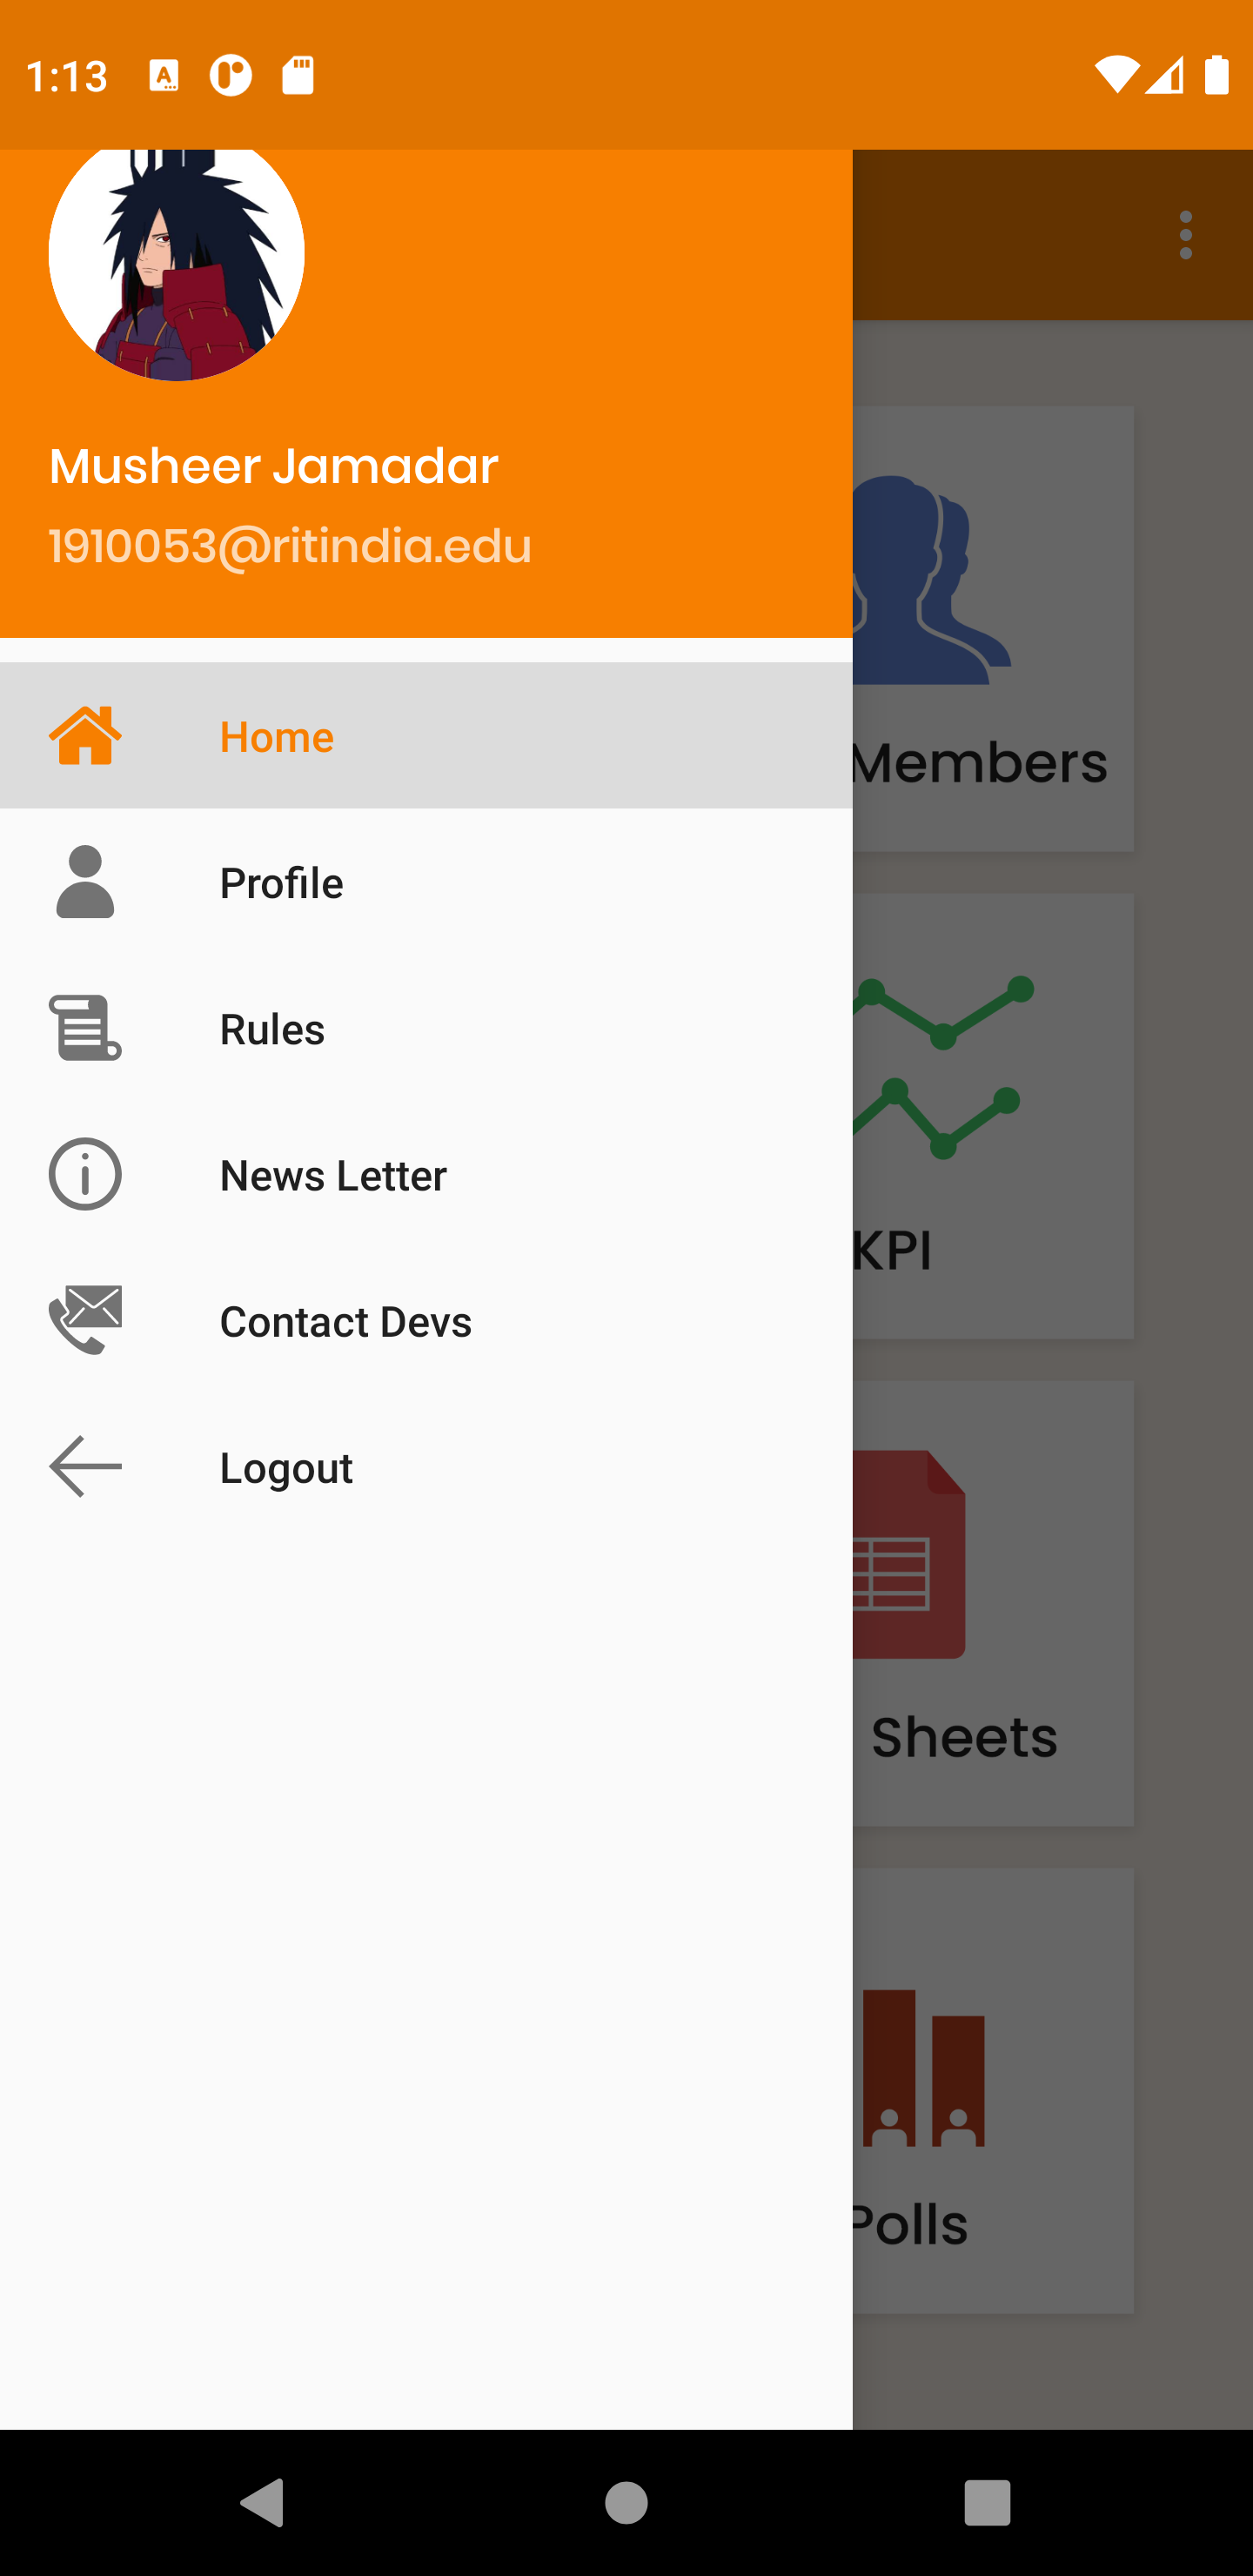 1:13
Musheer Jamadar
1910053@ritindia.edu
Home
Members
Profile
Rules
News Letter
KPI
Contact Devs
Logout
Sheets
Polls